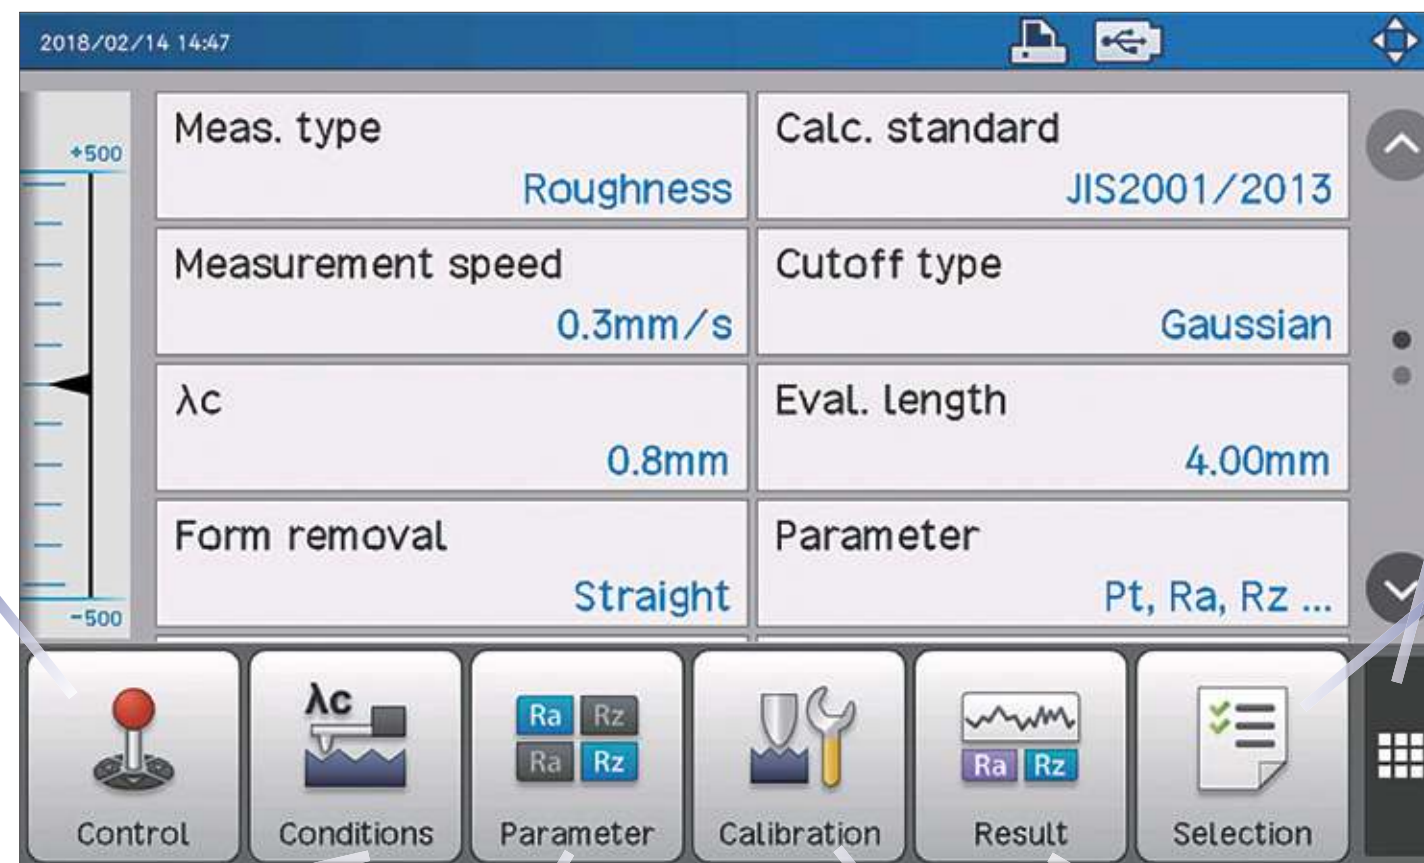 2018/02/14 14:47
+500
-500
Meas. type
Roughness
Calc. standard
JIS2001/2013
Measurement speed
0.3mm/s
Cutoff type
Gaussian
λc
0.8mm
Eval. length
4.00mm
Form removal
Straight
Parameter
Pt, Ra, Rz ...
Control
λc
Conditions
Ra Rz
Ra Rz
Parameter
Calibration
Ra Rz
Result
Selection